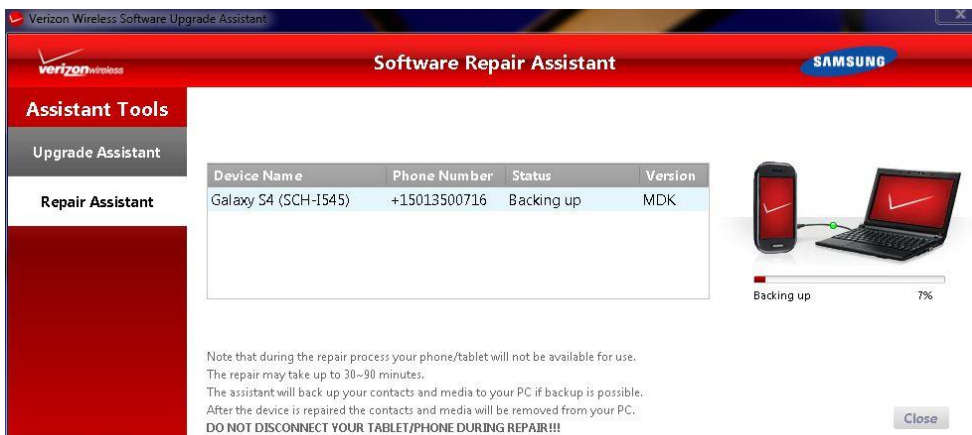 Verizon Wireless Software Upgrade Assistant
verizonwireless
Software Repair Assistant
SAMSUNG
Assistant Tools
Upgrade Assistant
Repair Assistant
Device Name Phone Number Status Version
Galaxy S4 (SCH-I545) +15013500716 Backing up MDK
Backing up 7%
Note that during the repair process your phone/tablet will not be available for use.
The repair may take up to 30~90 minutes.
The assistant will back up your contacts and media to your PC if backup is possible.
After the device is repaired the contacts and media will be removed from your PC.
DO NOT DISCONNECT YOUR TABLET/PHONE DURING REPAIR!!!
Close